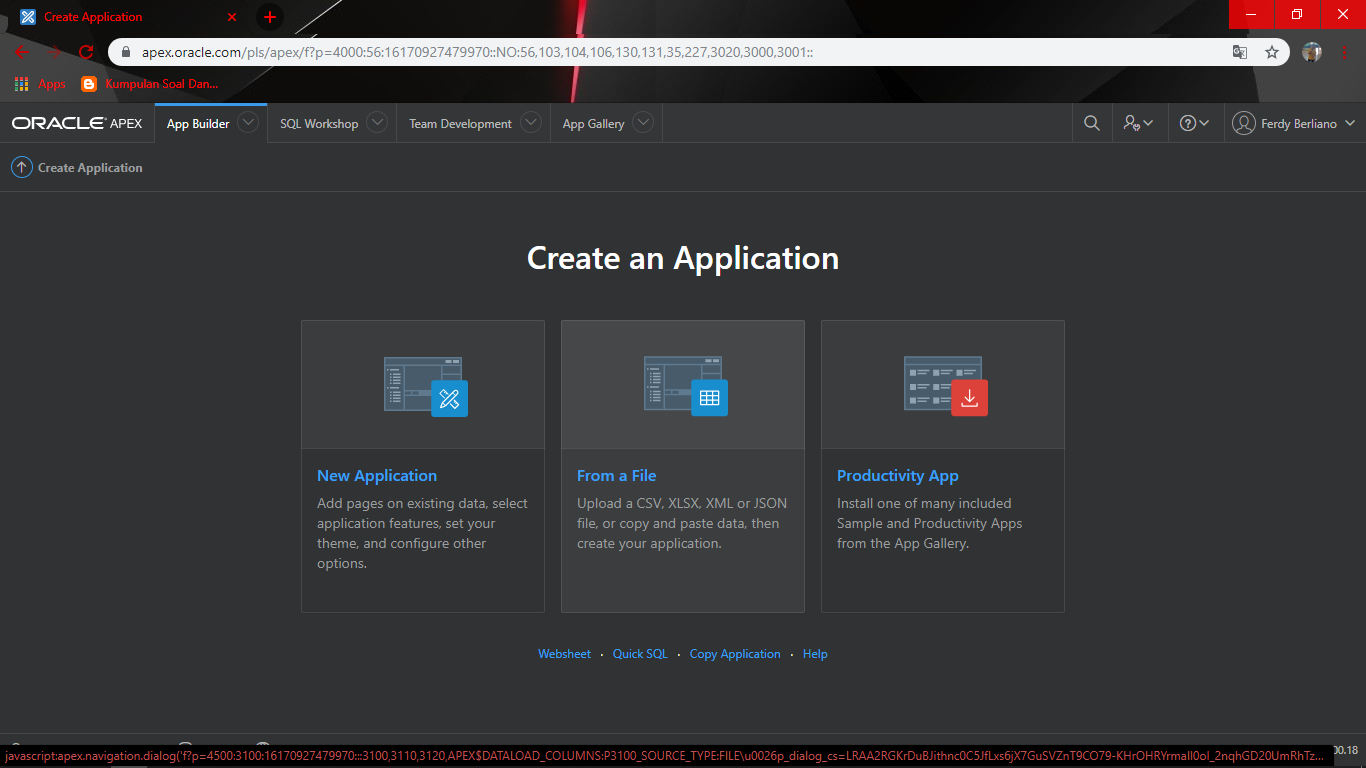 Create Application
apex.oracle.com/pls/apex/f?p=4000:56:16170927479970::NO:56,103,104,106,130,131,35,227,3020,3000,3001::
Apps Kumpulan Soal Dan...
ORACLE APEX App Builder SQL Workshop Team Development App Gallery Ferdy Berliano
Create Application
Create an Application
New Application
Add pages on existing data, select
application features, set your
theme, and configure other
options.
From a File
Upload a CSV, XLSX, XML or JSON
file, or copy and paste data, then
create your application.
Productivity App
Install one of many included
Sample and Productivity Apps
from the App Gallery.
Websheet · Quick SQL · Copy Application · Help
javascript:apex.navigation.dialog('f?p=4500:3100:16170927479970:::3100,3110,3120,APEX$DATALOAD_COLUMNS:P3100_SOURCE_TYPE:FILE\u0026p_dialog_cs=
00.18